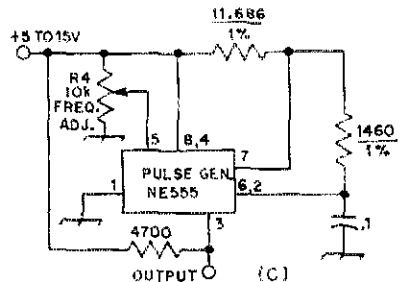 +5 TO 15V
11.686
1%
R4
10k
FREQ.
ADJ.
5
8,4
7
1460
1%
1
PULSE GEN.
NE555
6,2
3
.1
4700
OUTPUT
(C)